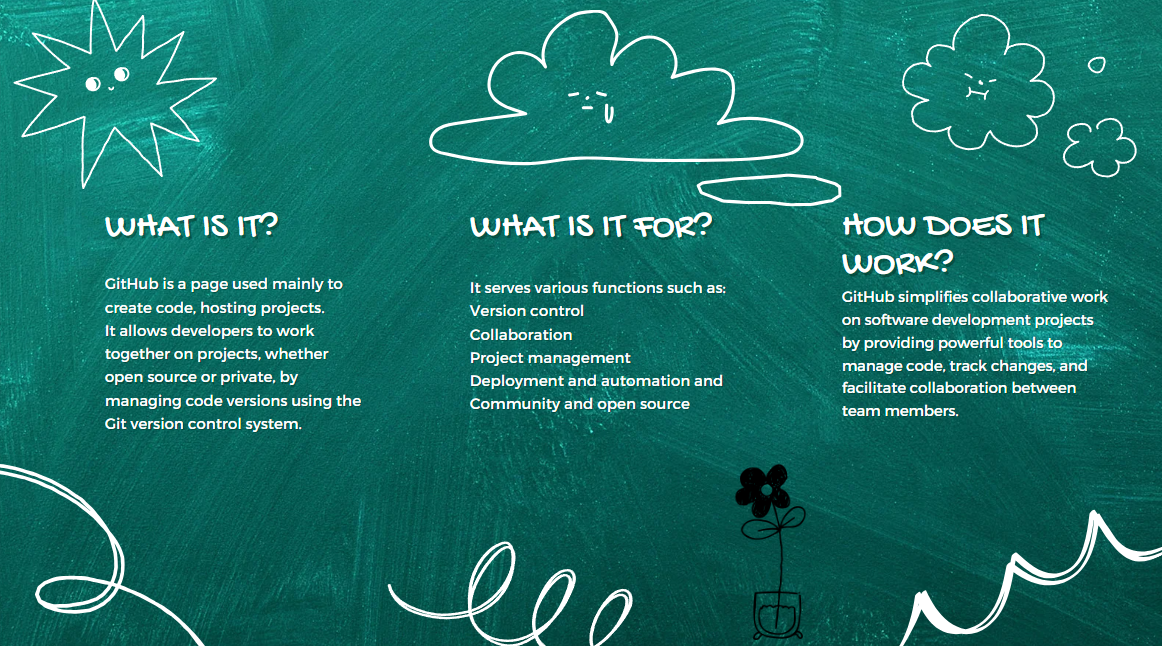 WHAT IS IT?
GitHub is a page used mainly to
create code, hosting projects.
It allows developers to work
together on projects, whether
open source or private, by
managing code versions using the
Git version control system.
WHAT IS IT FOR?
It serves various functions such as:
Version control
Collaboration
Project management
Deployment and automation and
Community and open source
HOW DOES IT
WORK?
GitHub simplifies collaborative work
on software development projects
by providing powerful tools to
manage code, track changes, and
facilitate collaboration between
team members.